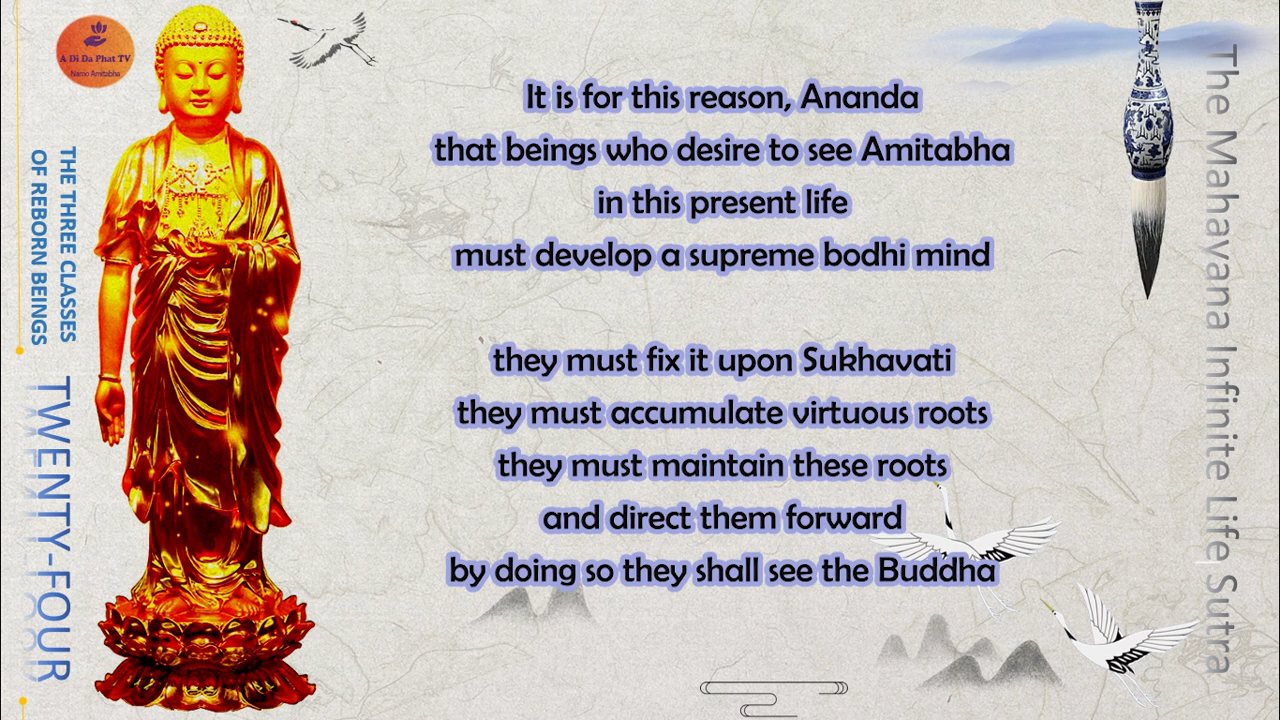 A Di Da Phat TV
Namo Amitabha
THE THREE CLASSES
OF REBORN BEINGS
TWENTY-FOUR
It is for this reason, Ananda
that beings who desire to see Amitabha
in this present life
must develop a supreme bodhi mind
they must fix it upon Sukhavati
they must accumulate virtuous roots
they must maintain these roots
and direct them forward
by doing so they shall see the Buddha
The Mahayana Infinite Life Sutra